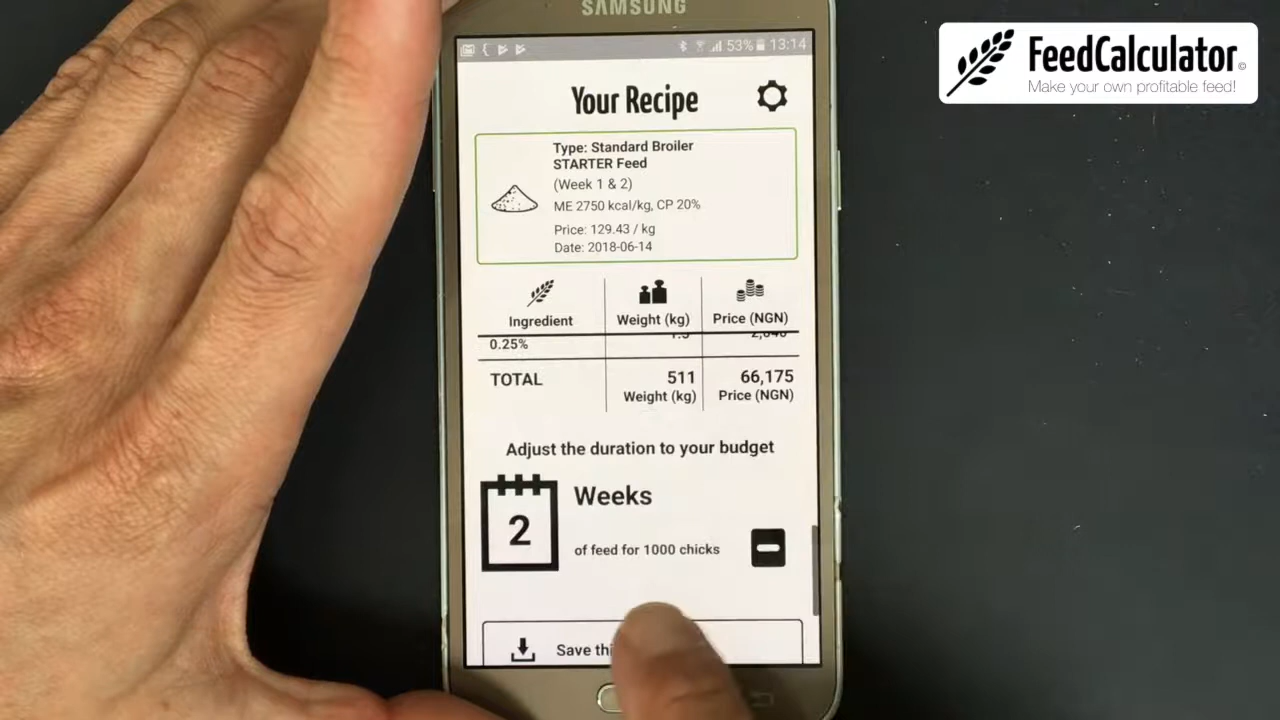 SAMSUNG
53% 13:14
FeedCalculator©
Make your own profitable feed!
Your Recipe
Type: Standard Broiler
STARTER Feed
(Week 1 & 2)
ME 2750 kcal/kg, CP 20%
Price: 129.43 / kg
Date: 2018-06-14
Ingredient Weight (kg) Price (NGN)
0.25%
TOTAL 511 66,175
Weight (kg) Price (NGN)
Adjust the duration to your budget
2 Weeks
of feed for 1000 chicks
Save